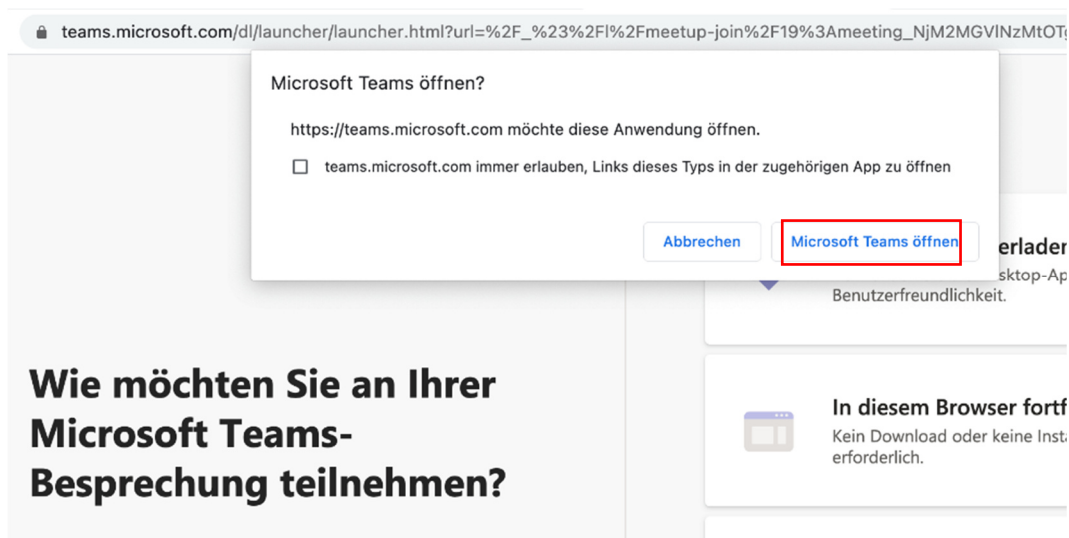 teams.microsoft.com/dl/launcher/launcher.html?url=%2F_%23%2Fl%2Fmeetup-join%2F19%3Ameeting_NjM2MGVlNzMtOTg
Microsoft Teams öffnen?
https://teams.microsoft.com möchte diese Anwendung öffnen.
teams.microsoft.com immer erlauben, Links dieses Typs in der zugehörigen App zu öffnen
Abbrechen
Microsoft Teams öffnen
Benutzerfreundlichkeit.
Wie möchten Sie an Ihrer
Microsoft Teams-
Besprechung teilnehmen?
In diesem Browser fortf
Kein Download oder keine Insta
erforderlich.